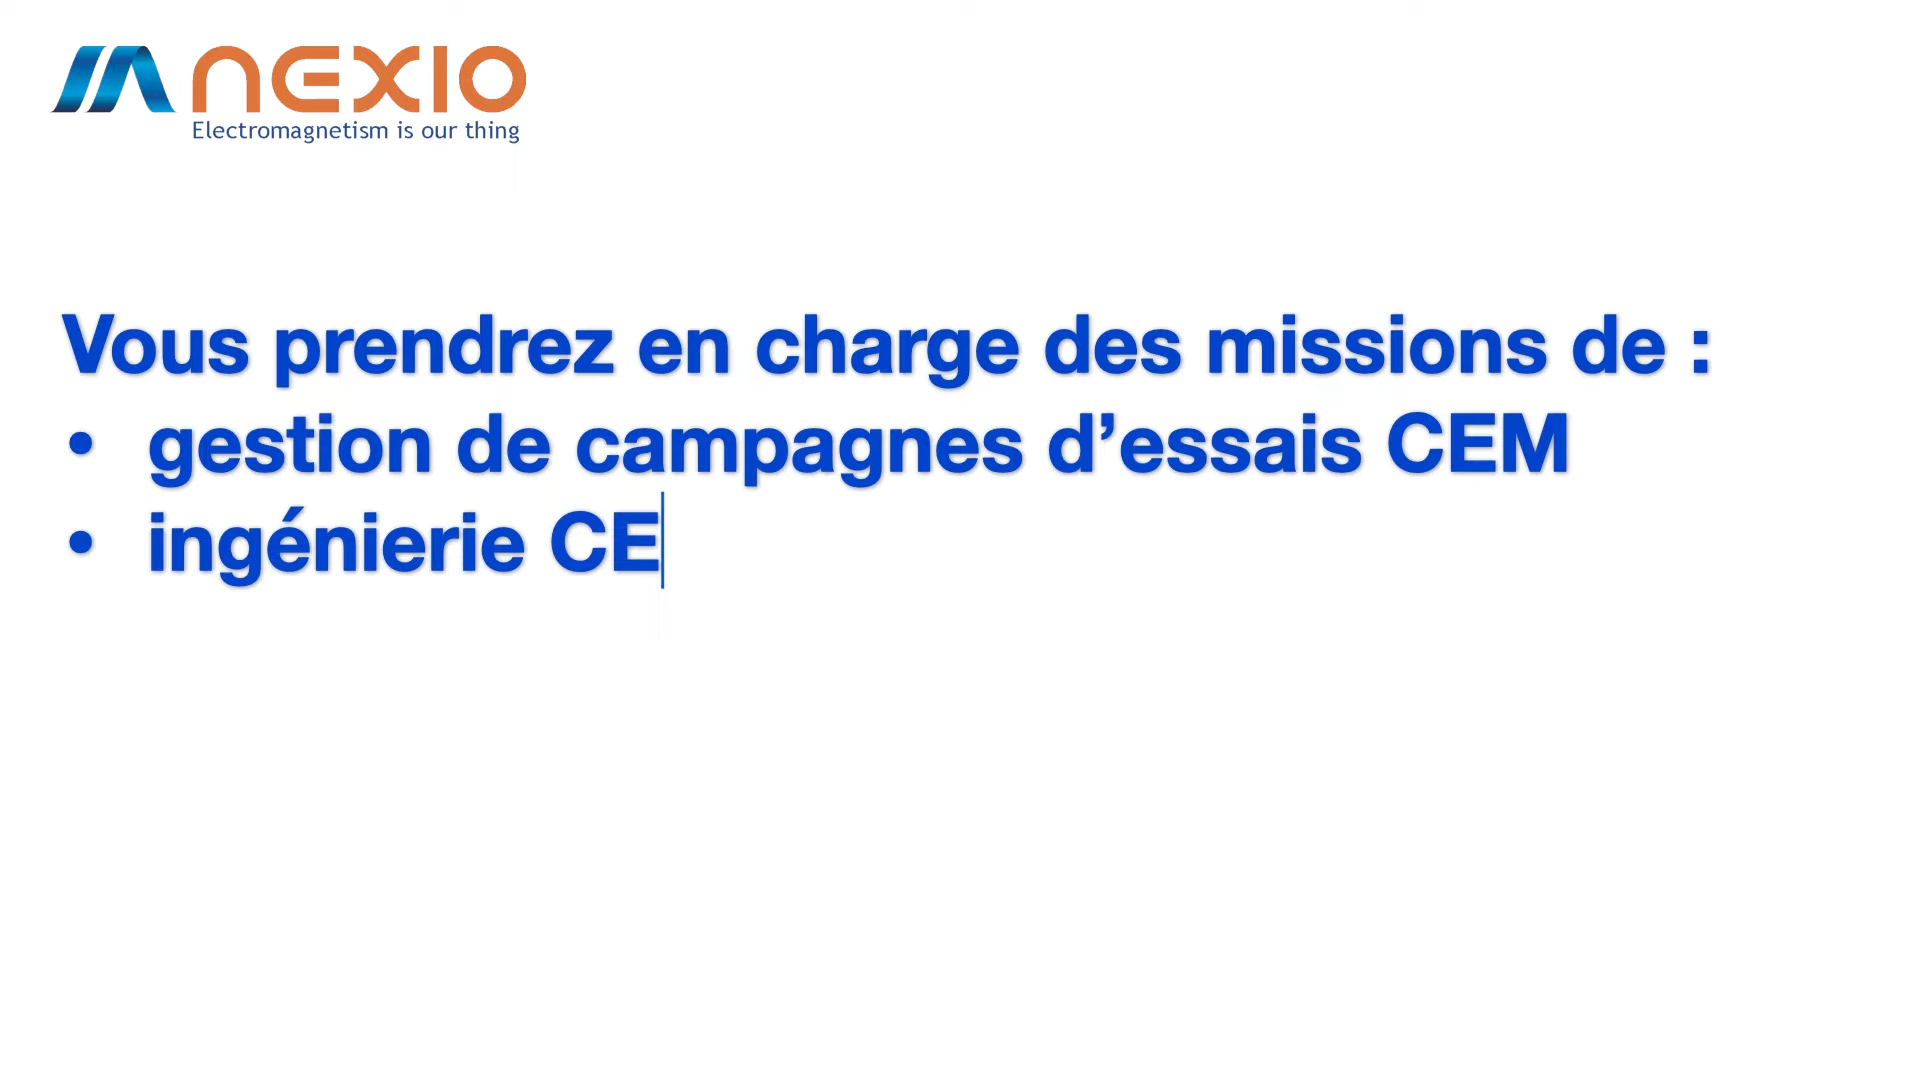 nexio
Electromagnetism is our thing
Vous prendrez en charge des missions de :
• gestion de campagnes d’essais CEM
• ingénierie CE